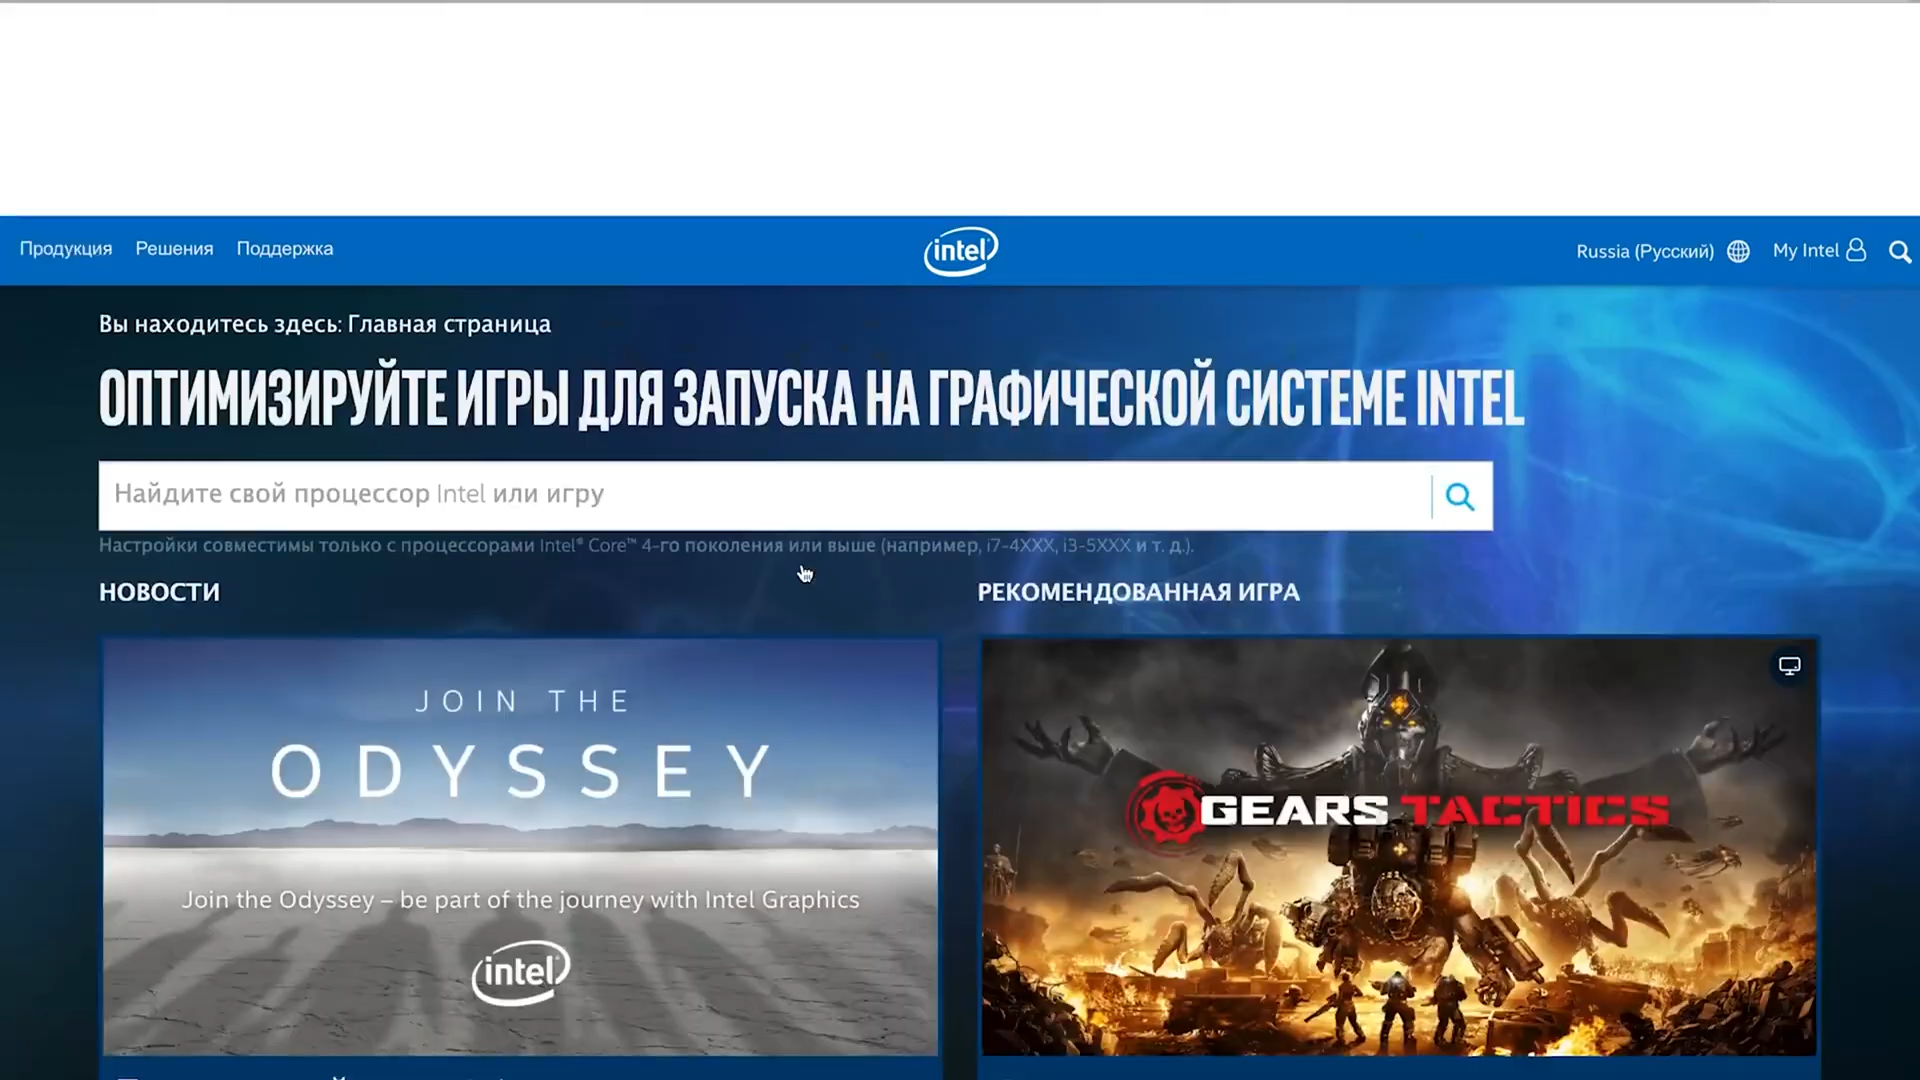 Продукция Решения Поддержка
intel
Russia (Русский) My Intel
Вы находитесь здесь: Главная страница
ОПТИМИЗИРУЙТЕ ИГРЫ ДЛЯ ЗАПУСКА НА ГРАФИЧЕСКОЙ СИСТЕМЕ INTEL
Найдите свой процессор Intel или игру
Настройки совместимы только с процессорами Intel® Core™ 4-го поколения или выше (например, i7-4XXX, i3-5XXX и т. д.).
НОВОСТИ
JOIN THE
ODYSSEY
Join the Odyssey – be part of the journey with Intel Graphics
intel
РЕКОМЕНДОВАННАЯ ИГРА
GEARS TACTICS